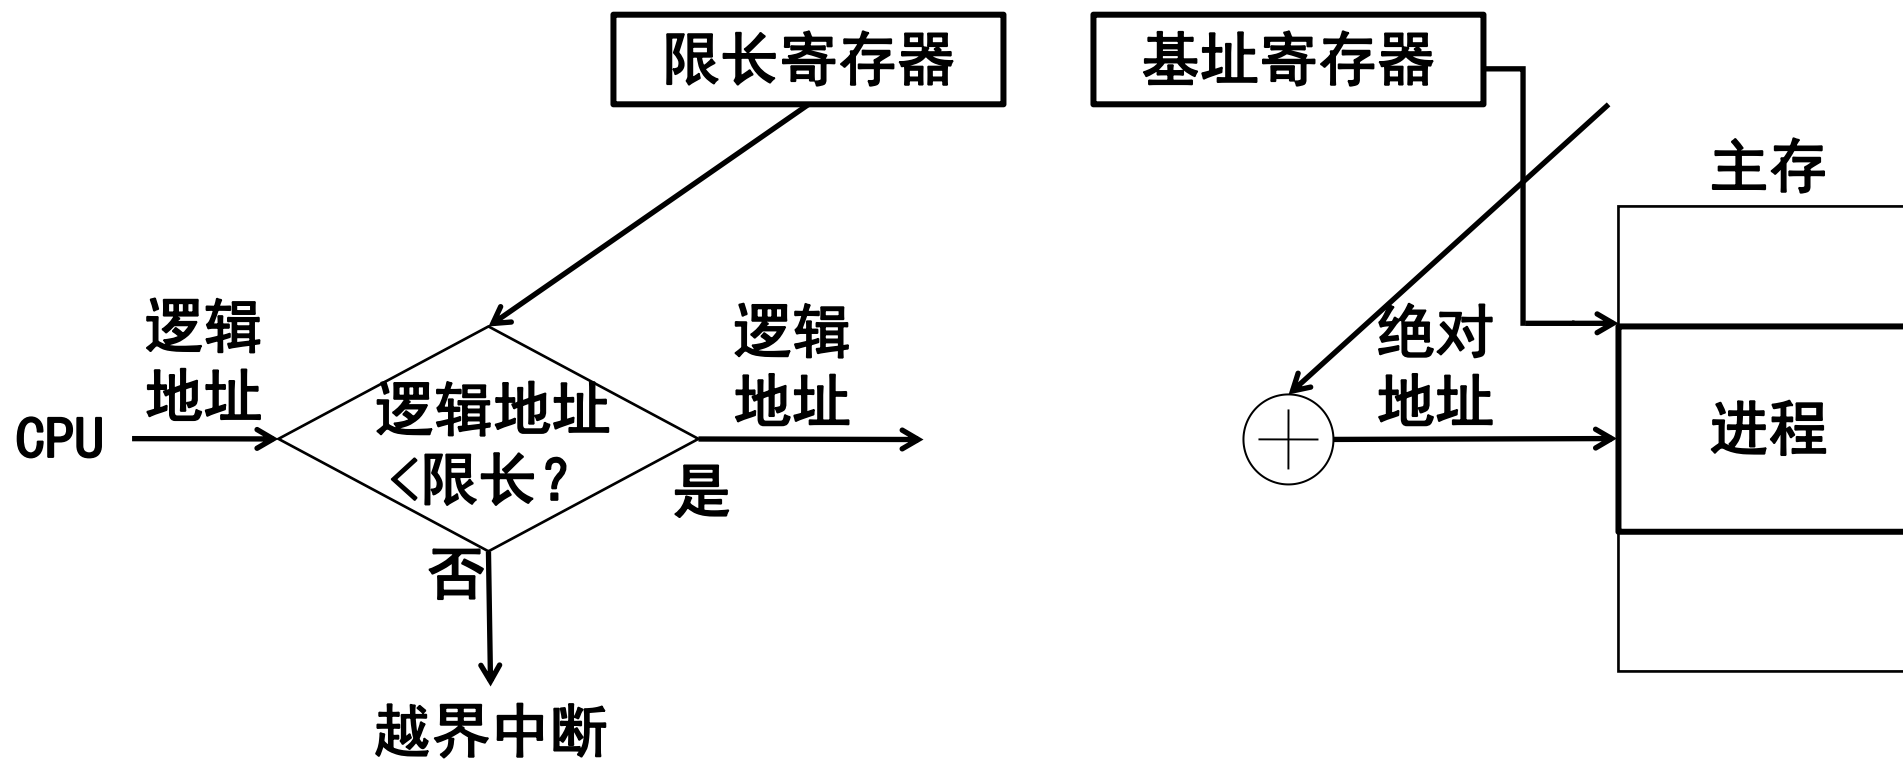 限长寄存器
基址寄存器
主存
逻辑
地址
逻辑
地址
绝对
地址
CPU
逻辑地址
<限长?
进程
是
否
越界中断